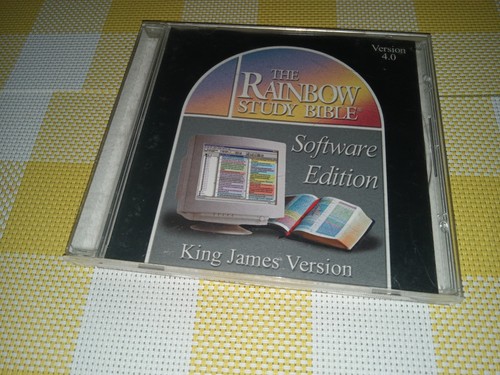 Version
4.0
THE
RAINBOW
STUDY BIBLE®
Software
Edition
King James Version